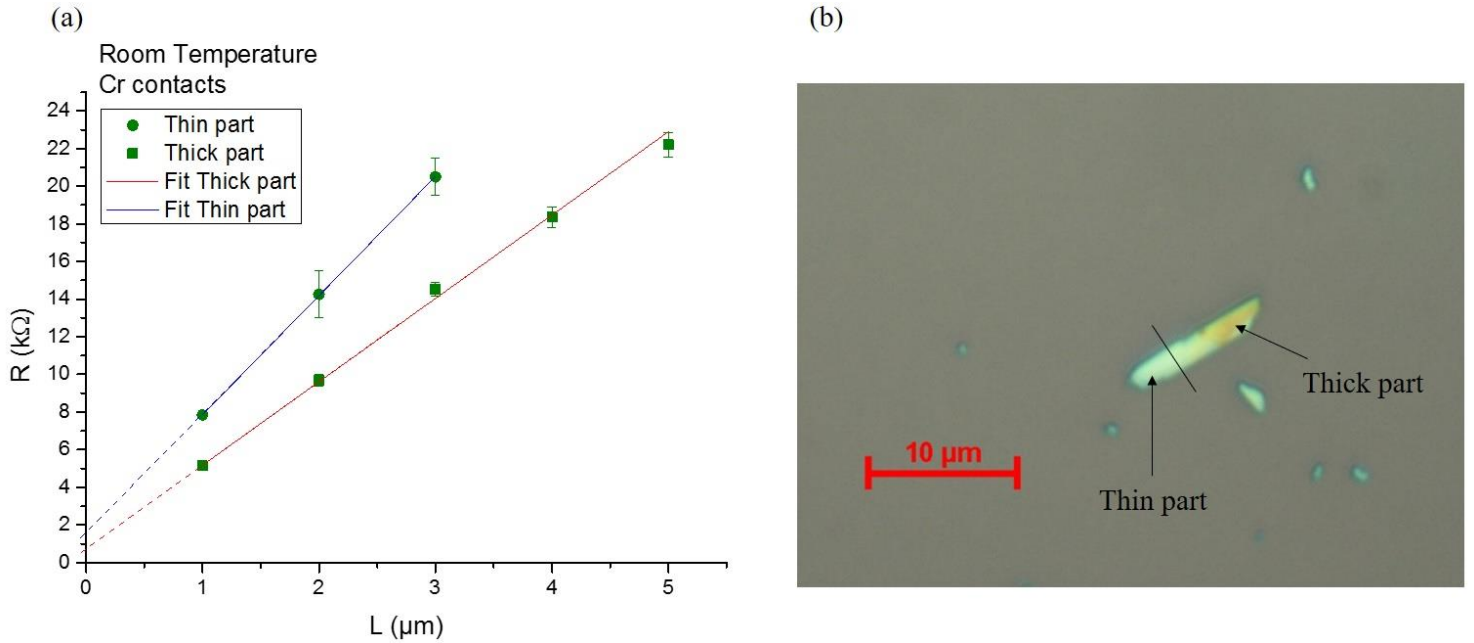 (a)
Room Temperature
Cr contacts
Thin part
Thick part
Fit Thick part
Fit Thin part
24
22
20
18
16
14
12
10
8
6
4
2
0
R (kΩ)
0 1 2 3 4 5
L (µm)
(b)
Thick part
10 µm
Thin part